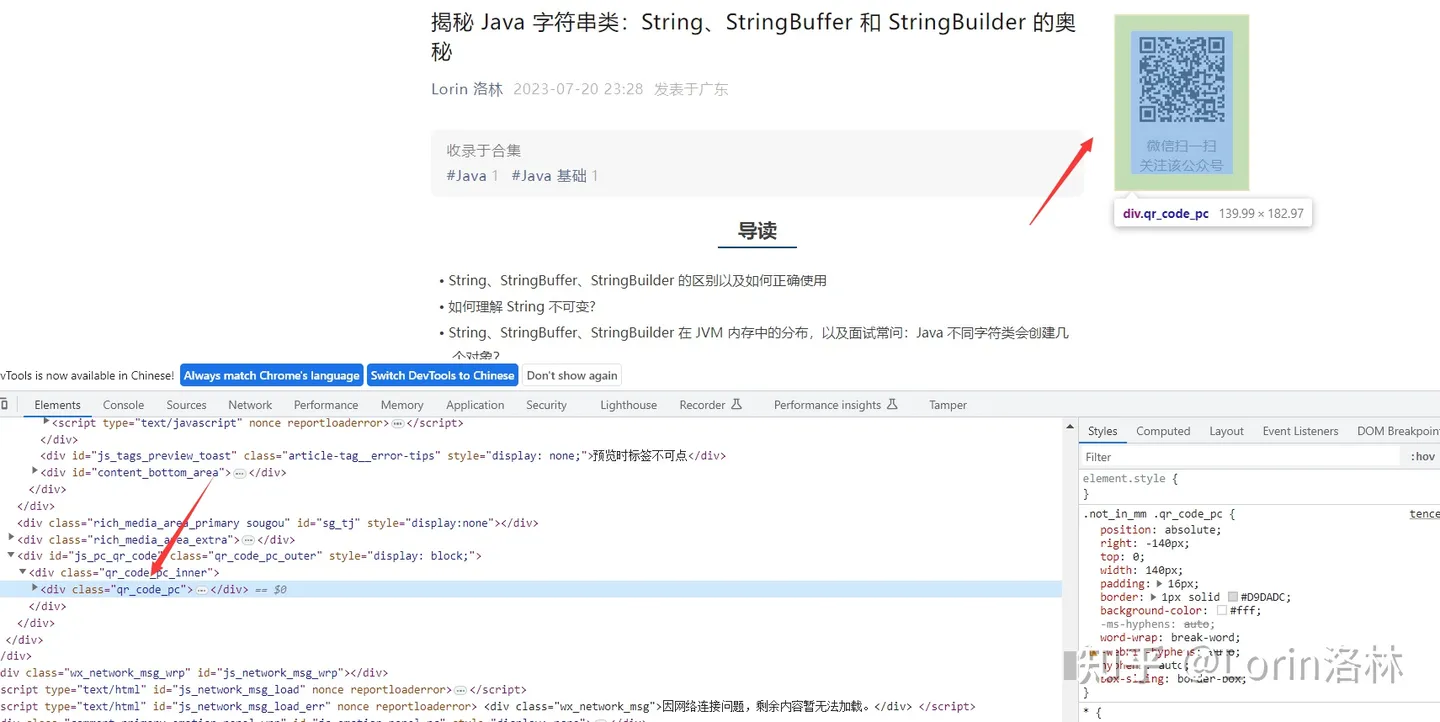 揭秘 Java 字符串类：String、StringBuffer 和 StringBuilder 的奥
秘
Lorin 洛林 2023-07-20 23:28 发表于广东
收录于合集
#Java 1 #Java 基础 1
微信扫一扫
关注该公众号
div.qr_code_pc 139.99 × 182.97
导读
• String、StringBuffer、StringBuilder 的区别以及如何正确使用
• 如何理解 String 不可变?
• String、StringBuffer、StringBuilder 在 JVM 内存中的分布，以及面试常问：Java 不同字符类会创建几
个对象?
vTools is now available in Chinese! Always match Chrome's language Switch DevTools to Chinese Don't show again
Elements Console Sources Network Performance Memory Application Security Lighthouse Recorder Performance insights Tamper
<script type="text/javascript" nonce reportloaderror>…</script>
</div>
<div id="js_tags_preview_toast" class="article-tag__error-tips" style="display: none;">预览时标签不可点</div>
<div id="content_bottom_area">…</div>
</div>
</div>
<div class="rich_media_area_primary sougou" id="sg_tj" style="display:none"></div>
<div class="rich_media_area_extra">…</div>
<div id="js_pc_qr_code" class="qr_code_pc_outer" style="display: block;">
<div class="qr_code_pc_inner">
<div class="qr_code_pc">…</div> == $0
</div>
</div>
</div>
/div>
div class="wx_network_msg_wrp" id="js_network_msg_wrp"></div>
script type="text/html" id="js_network_msg_load" nonce reportloaderror>…</script>
script type="text/html" id="js_network_msg_load_err" nonce reportloaderror> <div class="wx_network_msg">因网络连接问题，剩余内容暂无法加载。</div> </script>
Styles Computed Layout Event Listeners DOM Breakpoin
Filter :hov
element.style {
}
.not_in_mm .qr_code_pc { tence
position: absolute;
right: -140px;
top: 0;
width: 140px;
padding: 16px;
border: 1px solid #D9DADC;
background-color: #fff;
-ms-hyphens: auto;
word-wrap: break-word;
auto;
auto;
box-sizing: border-box;
}
* {
知乎 @Lorin洛林